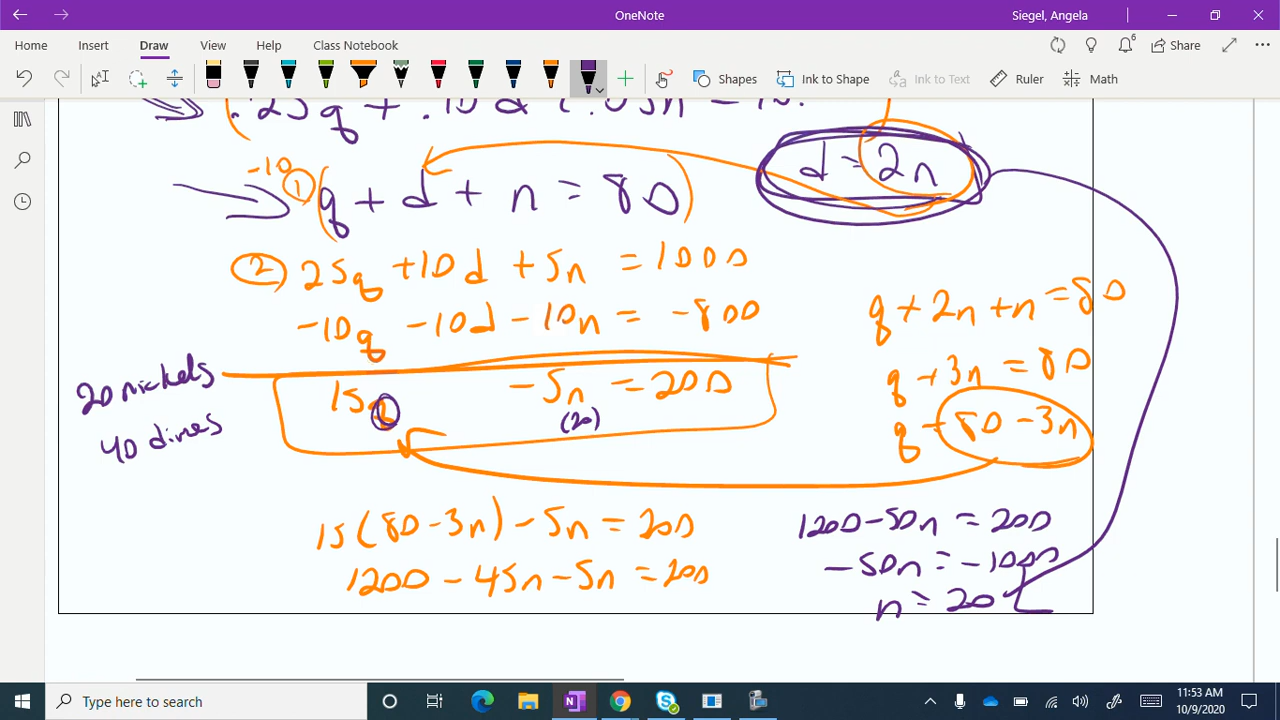 OneNote
Siegel, Angela
Home Insert Draw View Help Class Notebook
Share
Shapes Ink to Shape Ink to Text Ruler Math
.25q + .10d
d = 2n
-10 ① (q + d + n = 80)
② 25q +10d +5n = 1000
-10q -10d -10n = -800
q + 2n + n = 80
20 nickels
15q -5n = 200
q + 3n = 80
40 dimes
(20)
q = 80 - 3n
15(80-3n) - 5n = 200
1200 - 50n = 200
1200 - 45n - 5n = 200
-50n = -1000
n = 20
Type here to search
11:53 AM
10/9/2020
6